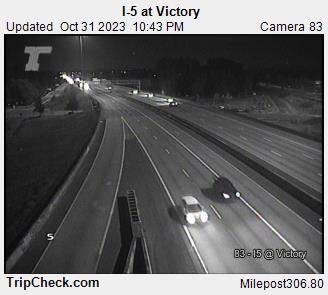 I-5 at Victory
Updated Oct 31 2023 10:43 PM Camera 83
T
S
83 - I5 @ Victory
TripCheck.com Milepost306.80